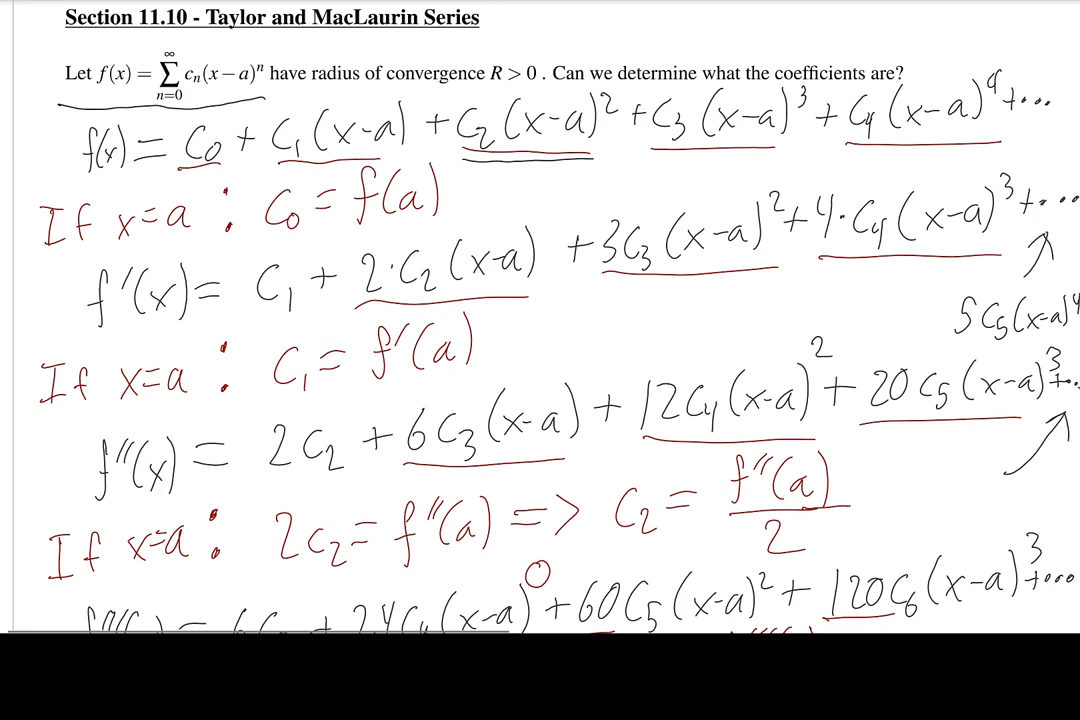 Section 11.10 - Taylor and MacLaurin Series
Let f(x) = ∑_{n=0}^{∞} cₙ(x−a)ⁿ have radius of convergence R > 0 . Can we determine what the coefficients are?
f(x) = C₀ + C₁(x-a) + C₂(x-a)² + C₃(x-a)³ + C₄(x-a)⁴ + ...
If x=a : C₀ = f(a)
f'(x) = C₁ + 2·C₂(x-a) + 3C₃(x-a)² + 4·C₄(x-a)³ + ...
5C₅(x-a)⁴
If x=a : C₁ = f'(a)
f''(x) = 2C₂ + 6C₃(x-a) + 12C₄(x-a)² + 20C₅(x-a)³ + ...
If x=a : 2C₂ = f''(a) => C₂ = f''(a)/2
+ 24C₄(x-a) + 60C₅(x-a)² + 120C₆(x-a)³ + ...